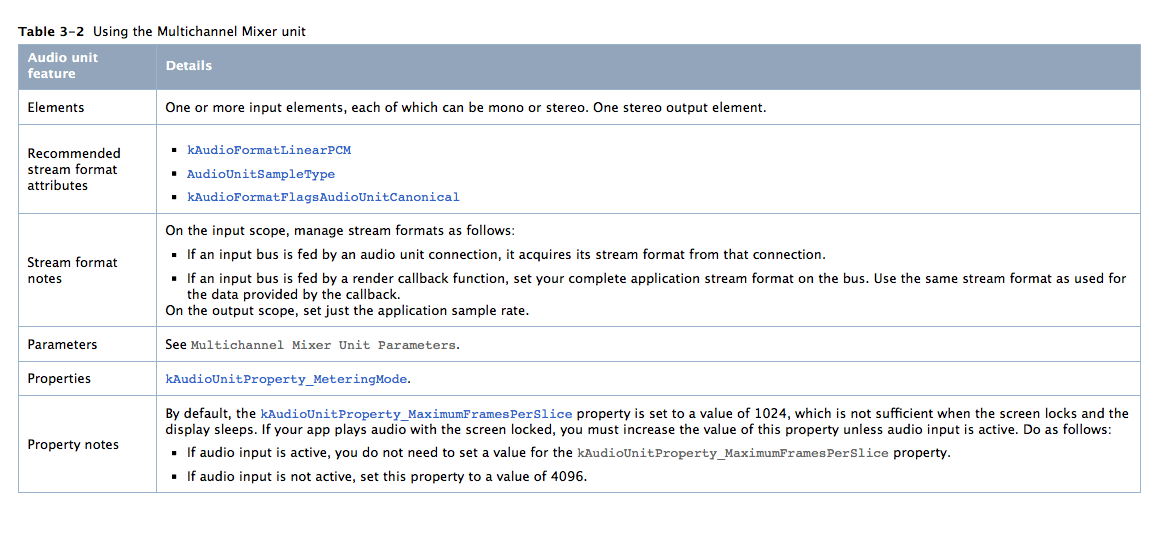 Table 3-2 Using the Multichannel Mixer unit
Audio unit
feature
Details
Elements
One or more input elements, each of which can be mono or stereo. One stereo output element.
Recommended
stream format
attributes
▪ kAudioFormatLinearPCM
▪ AudioUnitSampleType
▪ kAudioFormatFlagsAudioUnitCanonical
Stream format
notes
On the input scope, manage stream formats as follows:
▪ If an input bus is fed by an audio unit connection, it acquires its stream format from that connection.
▪ If an input bus is fed by a render callback function, set your complete application stream format on the bus. Use the same stream format as used for
the data provided by the callback.
On the output scope, set just the application sample rate.
Parameters
See Multichannel Mixer Unit Parameters.
Properties
kAudioUnitProperty_MeteringMode.
Property notes
By default, the kAudioUnitProperty_MaximumFramesPerSlice property is set to a value of 1024, which is not sufficient when the screen locks and the
display sleeps. If your app plays audio with the screen locked, you must increase the value of this property unless audio input is active. Do as follows:
▪ If audio input is active, you do not need to set a value for the kAudioUnitProperty_MaximumFramesPerSlice property.
▪ If audio input is not active, set this property to a value of 4096.